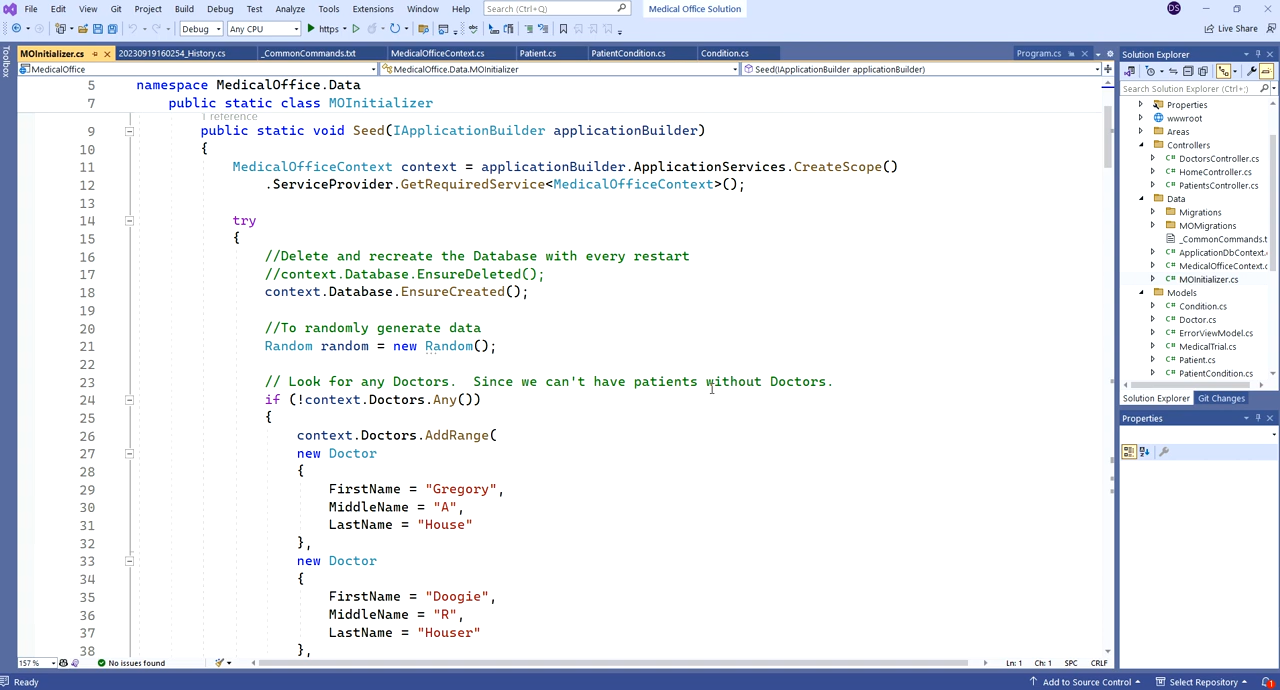 File Edit View Git Project Build Debug Test Analyze Tools Extensions Window Help Search (Ctrl+Q) Medical Office Solution DS
Debug Any CPU https Live Share
Toolbox
MOInitializer.cs 20230919160254_History.cs _CommonCommands.txt MedicalOfficeContext.cs Patient.cs PatientCondition.cs Condition.cs Program.cs
MedicalOffice MedicalOffice.Data.MOInitializer Seed(IApplicationBuilder applicationBuilder)
5 namespace MedicalOffice.Data
7 public static class MOInitializer
1 reference
9 public static void Seed(IApplicationBuilder applicationBuilder)
10 {
11 MedicalOfficeContext context = applicationBuilder.ApplicationServices.CreateScope()
12 .ServiceProvider.GetRequiredService<MedicalOfficeContext>();
13
14 try
15 {
16 //Delete and recreate the Database with every restart
17 //context.Database.EnsureDeleted();
18 context.Database.EnsureCreated();
19
20 //To randomly generate data
21 Random random = new Random();
22
23 // Look for any Doctors.  Since we can't have patients without Doctors.
24 if (!context.Doctors.Any())
25 {
26 context.Doctors.AddRange(
27 new Doctor
28 {
29 FirstName = "Gregory",
30 MiddleName = "A",
31 LastName = "House"
32 },
33 new Doctor
34 {
35 FirstName = "Doogie",
36 MiddleName = "R",
37 LastName = "Houser"
38 },
157 % No issues found Ln: 1 Ch: 1 SPC CRLF
Solution Explorer
Search Solution Explorer (Ctrl+;)
Properties
wwwroot
Areas
Controllers
C# DoctorsController.cs
C# HomeController.cs
C# PatientsController.cs
Data
Migrations
MOMigrations
_CommonCommands.t
C# ApplicationDbContext.
C# MedicalOfficeContext.c
C# MOInitializer.cs
Models
C# Condition.cs
C# Doctor.cs
C# ErrorViewModel.cs
C# MedicalTrial.cs
C# Patient.cs
C# PatientCondition.cs
Solution Explorer Git Changes
Properties
Ready Add to Source Control Select Repository 1